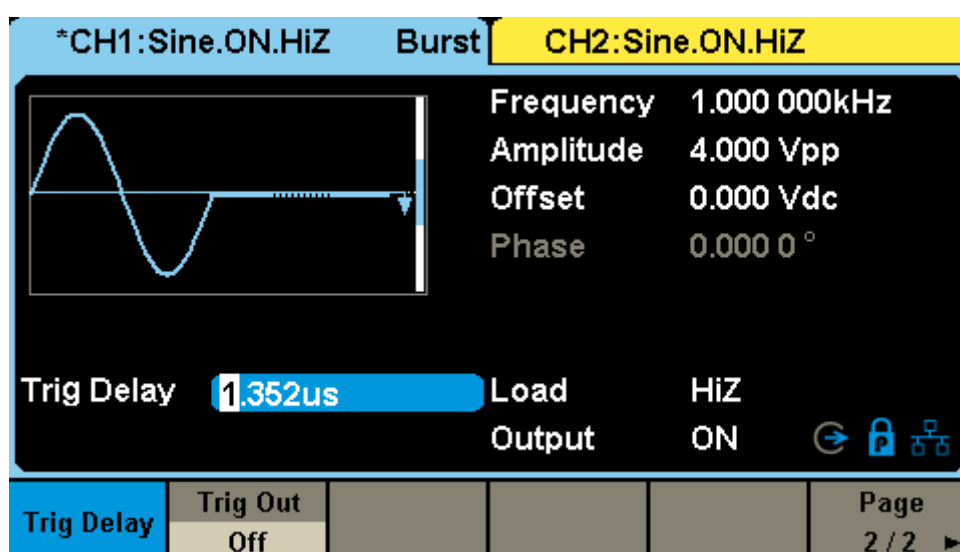 *CH1:Sine.ON.HiZ Burst CH2:Sine.ON.HiZ
Frequency 1.000 000kHz
Amplitude 4.000 Vpp
Offset 0.000 Vdc
Phase 0.000 0 °
Trig Delay 1.352us Load HiZ
Output ON P
Trig Delay Trig Out Page
Off 2 / 2 ►